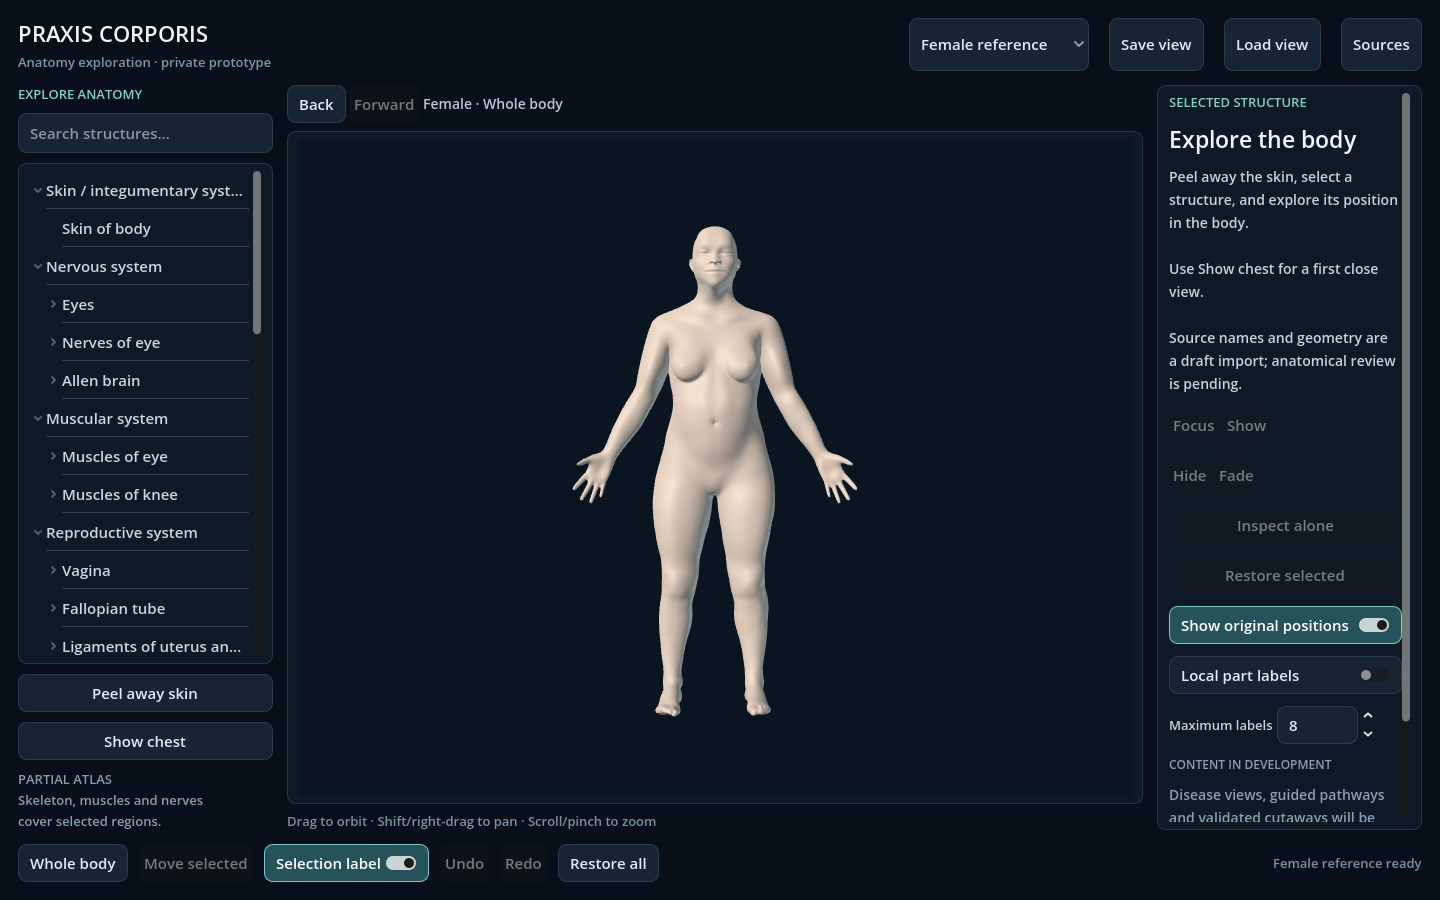 PRAXIS CORPORIS
Anatomy exploration · private prototype
Female reference
Save view
Load view
Sources
EXPLORE ANATOMY
Search structures...
Skin / integumentary syst...
Skin of body
Nervous system
Eyes
Nerves of eye
Allen brain
Muscular system
Muscles of eye
Muscles of knee
Reproductive system
Vagina
Fallopian tube
Ligaments of uterus an...
Peel away skin
Show chest
PARTIAL ATLAS
Skeleton, muscles and nerves
cover selected regions.
Back
Forward
Female · Whole body
Drag to orbit · Shift/right-drag to pan · Scroll/pinch to zoom
SELECTED STRUCTURE
Explore the body
Peel away the skin, select a
structure, and explore its position
in the body.
Use Show chest for a first close
view.
Source names and geometry are
a draft import; anatomical review
is pending.
Focus
Show
Hide
Fade
Inspect alone
Restore selected
Show original positions
Local part labels
Maximum labels
8
CONTENT IN DEVELOPMENT
Disease views, guided pathways
and validated cutaways will be
Whole body
Move selected
Selection label
Undo
Redo
Restore all
Female reference ready